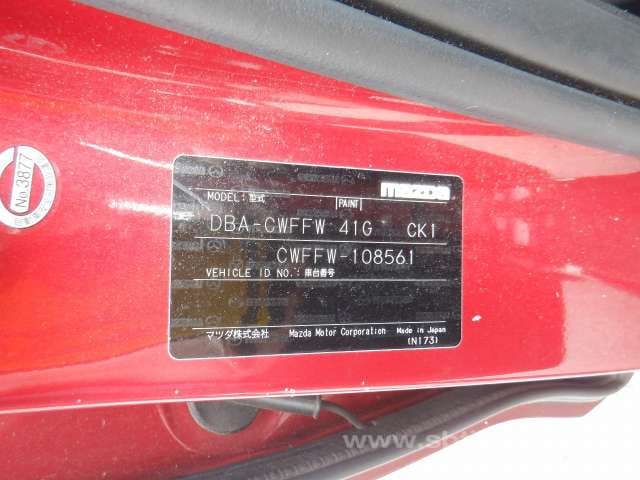 No.3877
mazda
MODEL:型式 PAINT
DBA-CWFFW 41G CK1
CWFFW-108561
VEHICLE ID NO.:車台番号
マツダ株式会社 Mazda Motor Corporation Made in Japan
(N173)